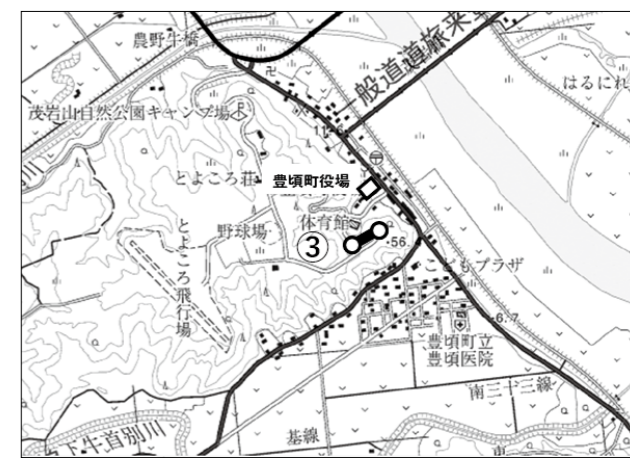 農野牛橋
一般道道旅来
はるにれ
茂岩山自然公園キャンプ場
11.
とよころ荘
豊頃町役場
とよころ飛行場
野球場
体育館
③
56
こどもプラザ
6.7
豊頃町立
豊頃医院
南三十三線
基線
下牛首別川